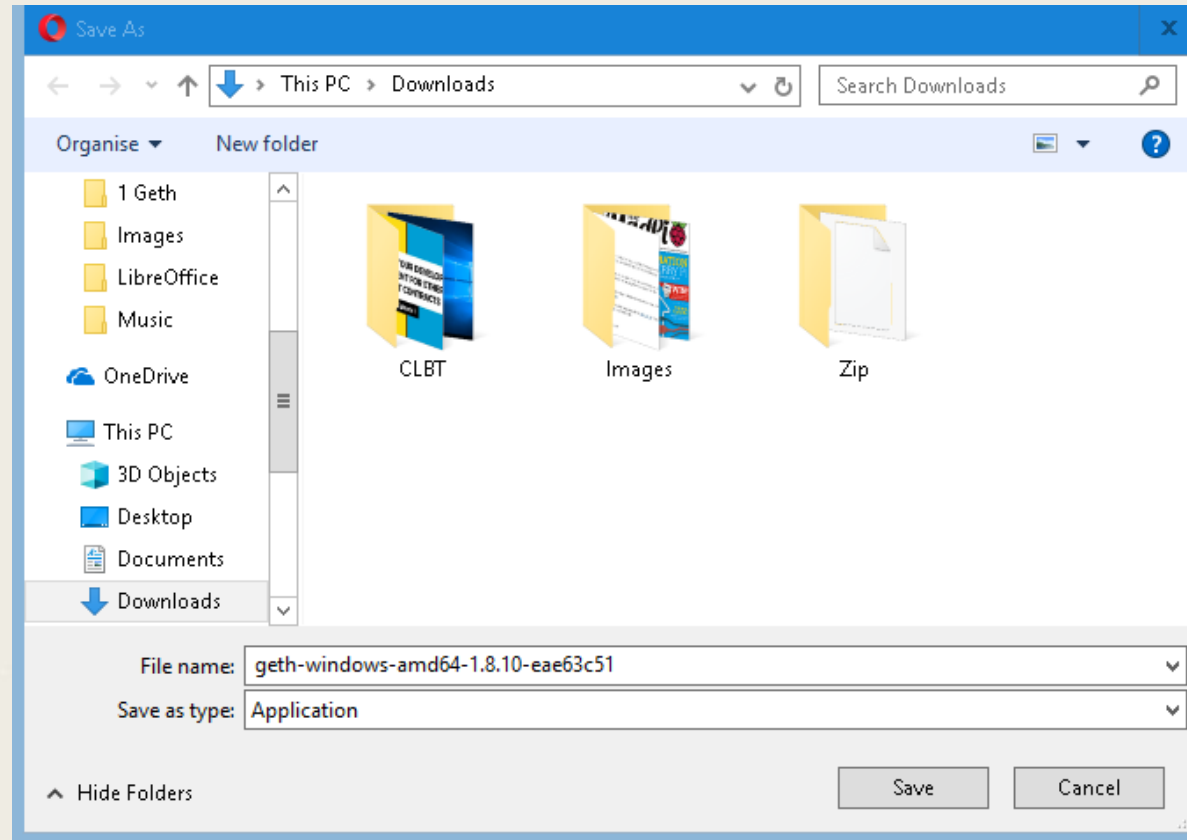 Save As
This PC > Downloads
Search Downloads
Organise
New folder
?
1 Geth
Images
LibreOffice
Music
OneDrive
This PC
3D Objects
Desktop
Documents
Downloads
CLBT
Images
Zip
File name: geth-windows-amd64-1.8.10-eae63c51
Save as type: Application
Hide Folders
Save
Cancel